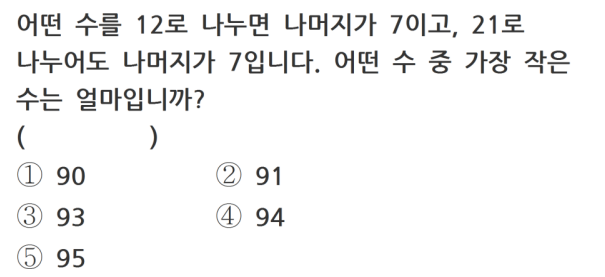 어떤 수를 12로 나누면 나머지가 7이고, 21로
나누어도 나머지가 7입니다. 어떤 수 중 가장 작은
수는 얼마입니까?
(          )
① 90 ② 91
③ 93 ④ 94
⑤ 95